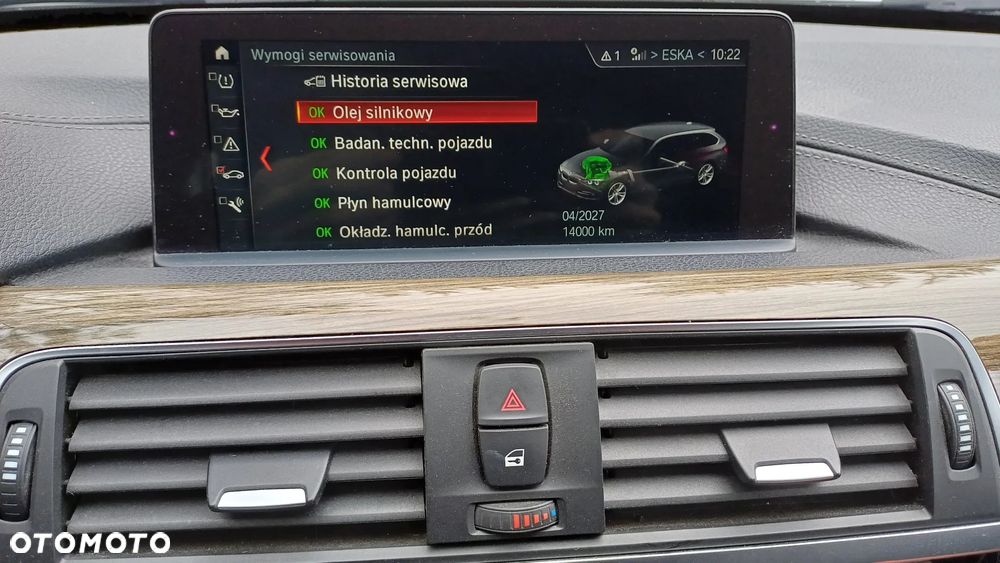 Wymogi serwisowania
1 > ESKA < 10:22
Historia serwisowa
OK Olej silnikowy
OK Badan. techn. pojazdu
OK Kontrola pojazdu
OK Płyn hamulcowy
OK Okładz. hamulc. przód
04/2027
14000 km
OTOMOTO